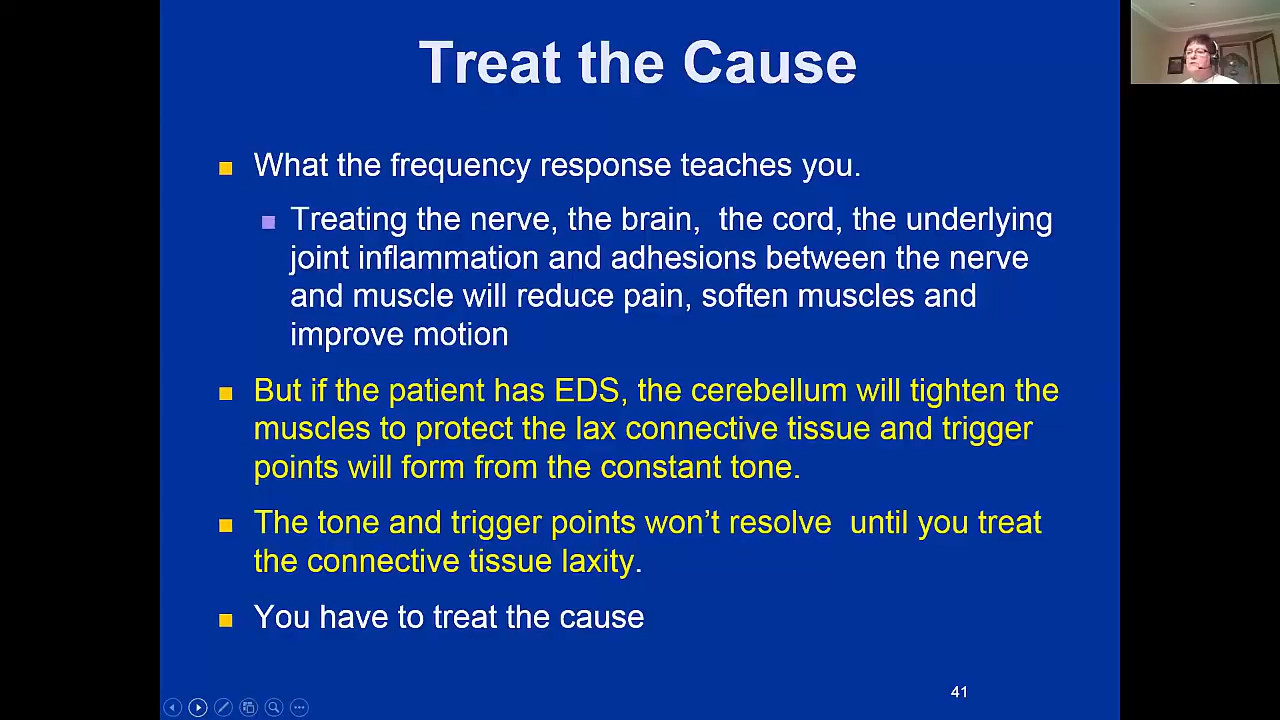 Treat the Cause
What the frequency response teaches you.
Treating the nerve, the brain,  the cord, the underlying
joint inflammation and adhesions between the nerve
and muscle will reduce pain, soften muscles and
improve motion
But if the patient has EDS, the cerebellum will tighten the
muscles to protect the lax connective tissue and trigger
points will form from the constant tone.
The tone and trigger points won’t resolve  until you treat
the connective tissue laxity.
You have to treat the cause
41